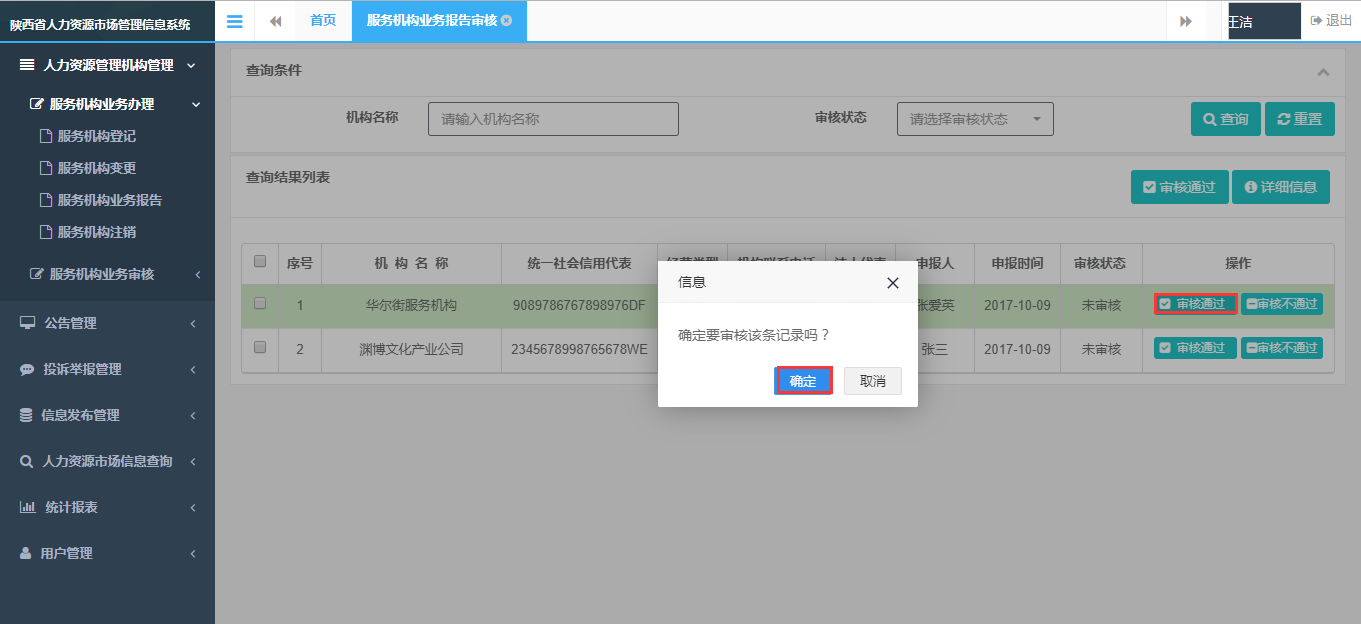 陕西省人力资源市场管理信息系统
首页
服务机构业务报告审核
王洁
退出
人力资源管理机构管理
服务机构业务办理
服务机构登记
服务机构变更
服务机构业务报告
服务机构注销
服务机构业务审核
公告管理
投诉举报管理
信息发布管理
人力资源市场信息查询
统计报表
用户管理
查询条件
机构名称 请输入机构名称 审核状态 请选择审核状态 查询 重置
查询结果列表
审核通过 详细信息
序号 机 构 名 称 统一社会信用代表 申报人 申报时间 审核状态 操作
1 华尔街服务机构 9089786767898976DF 张爱英 2017-10-09 未审核 审核通过 审核不通过
2 渊博文化产业公司 2345678998765678WE 张三 2017-10-09 未审核 审核通过 审核不通过
信息
确定要审核该条记录吗？
确定 取消